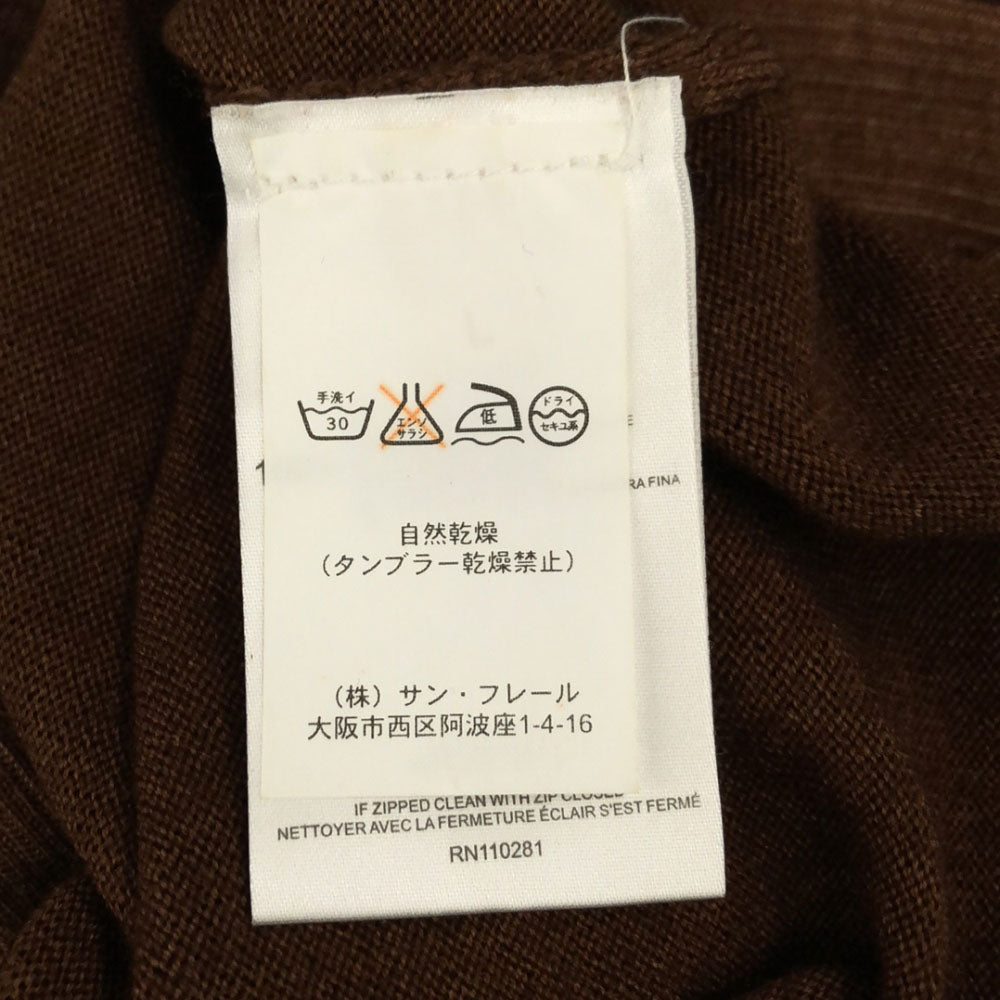 手洗イ
30
エンソ
サラシ
低
ドライ
セキユ系
E
1
RA FINA
自然乾燥
(タンブラー乾燥禁止)
(株) サン・フレール
大阪市西区阿波座1-4-16
IF ZIPPED CLEAN WITH ZIP CLOSED
NETTOYER AVEC LA FERMETURE ÉCLAIR S'EST FERMÉ
RN110281